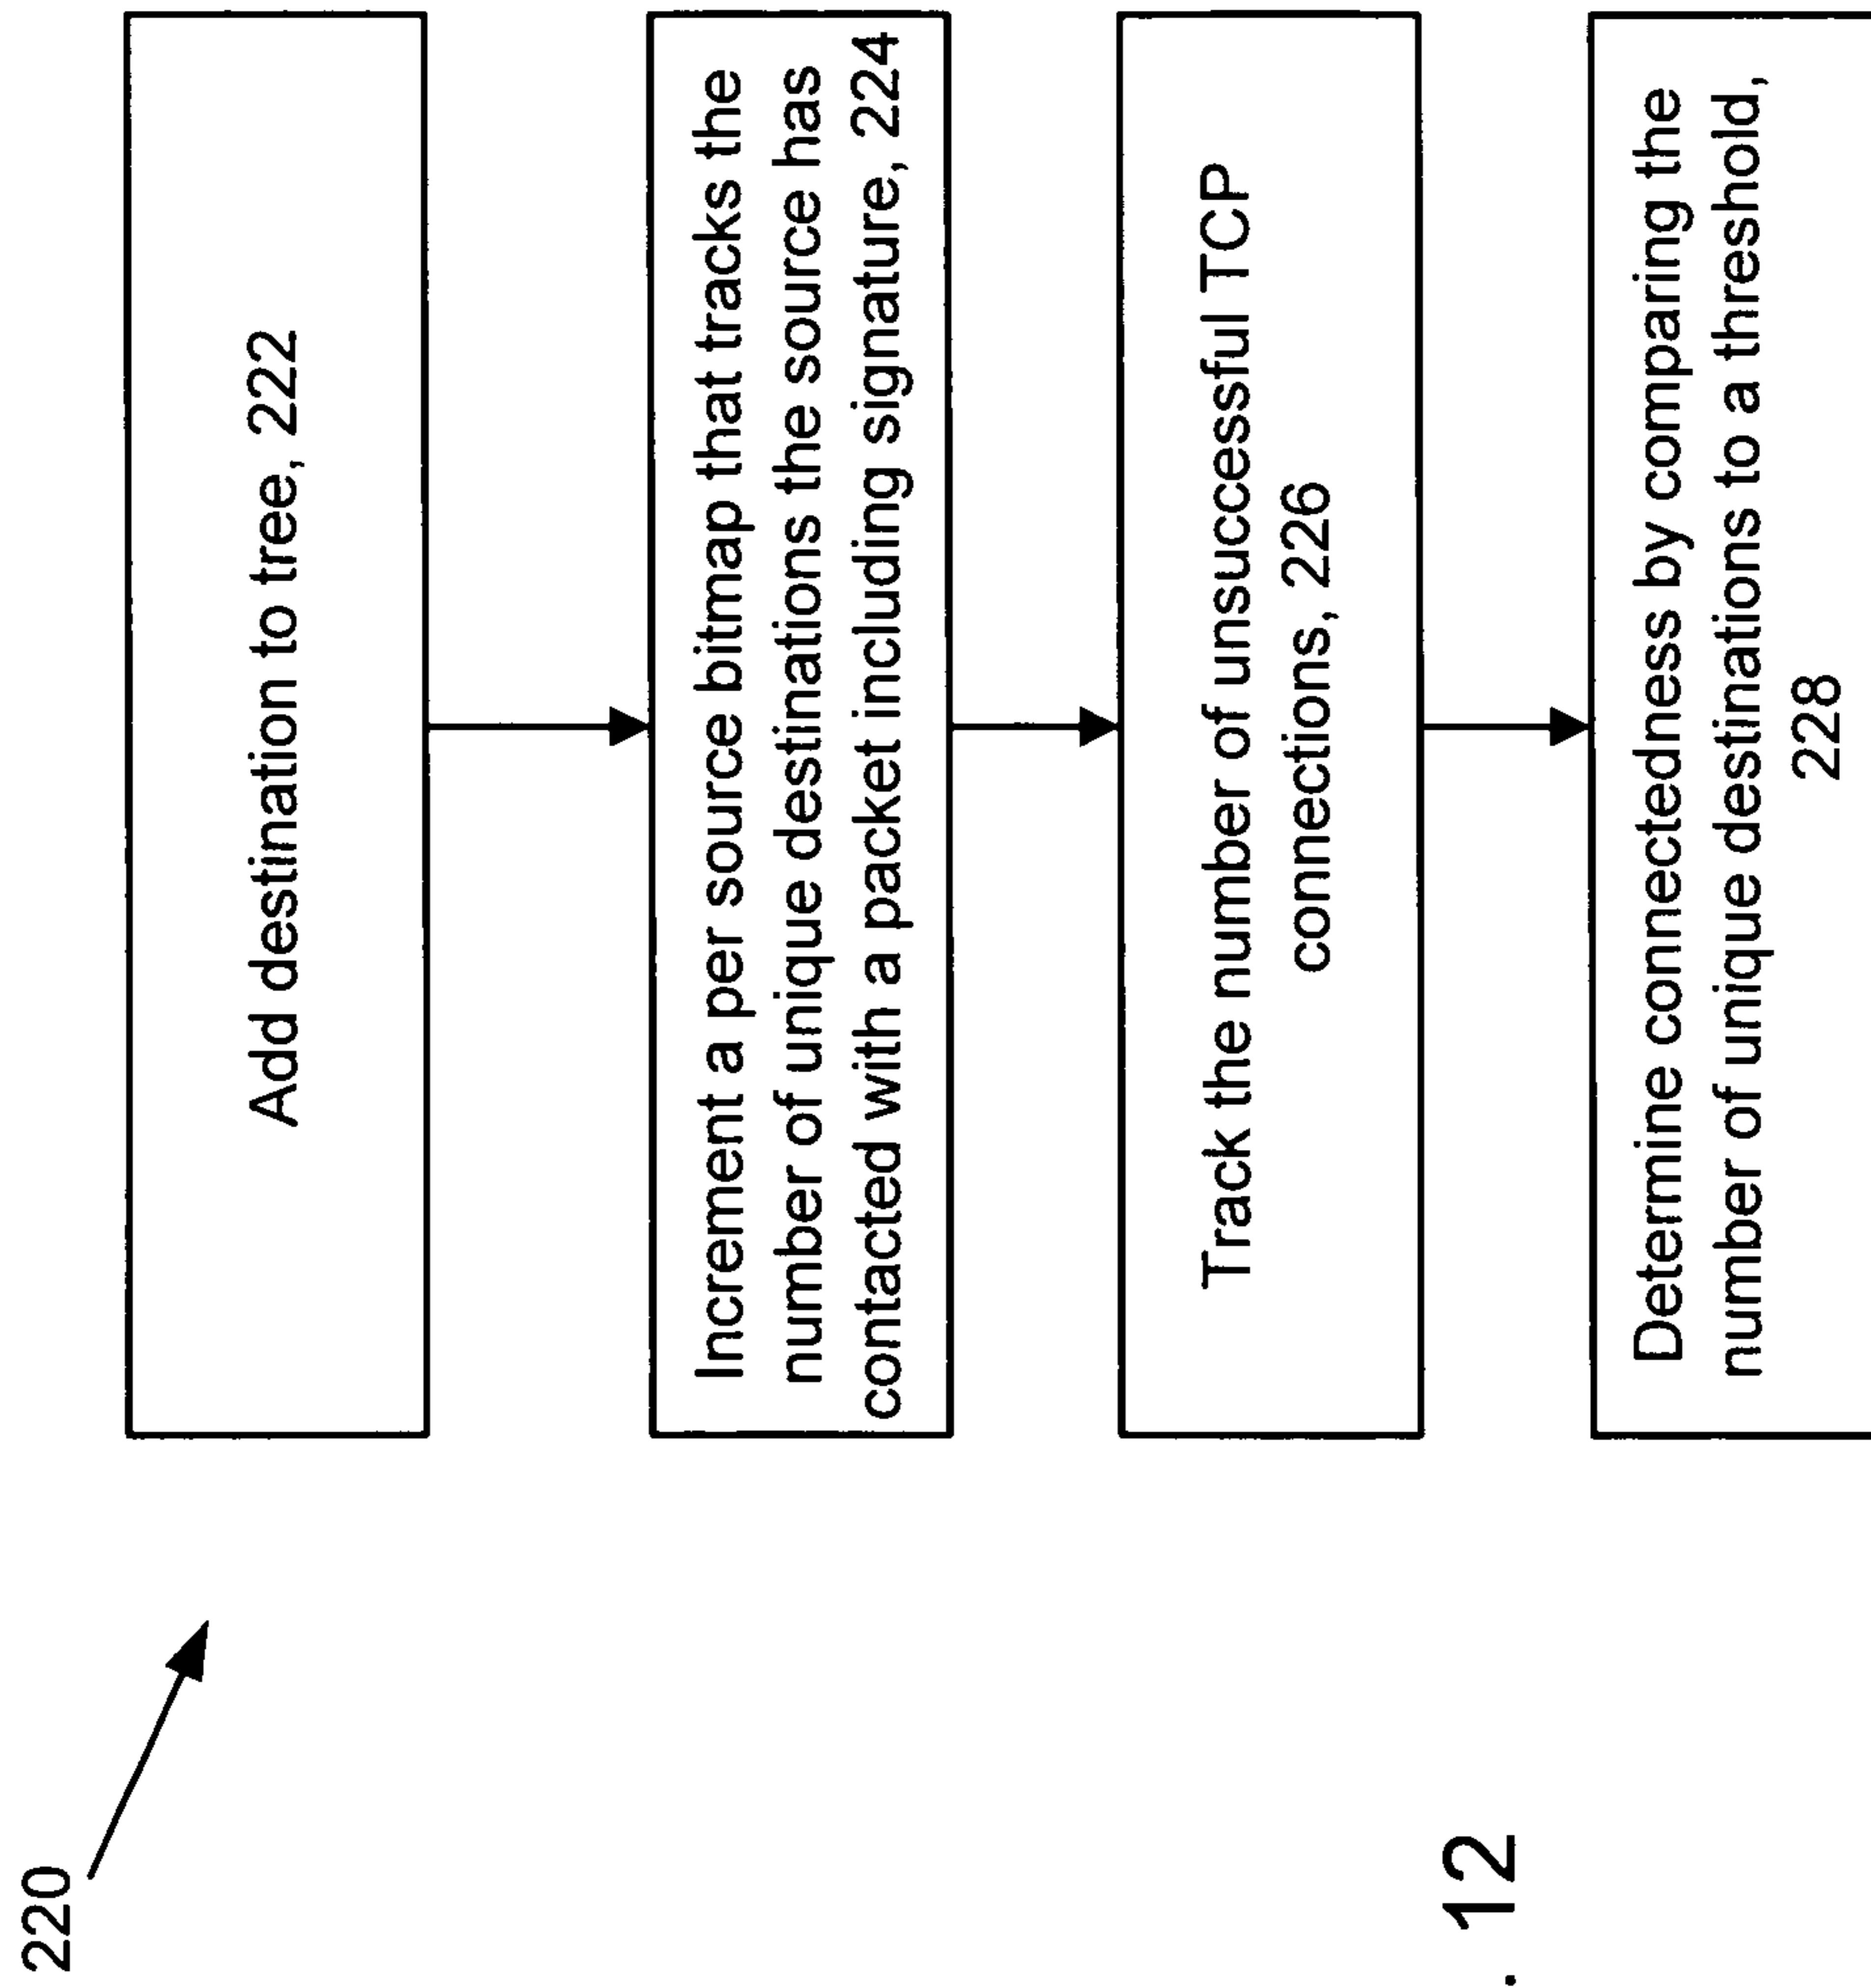 220
Add destination to tree, 222
Increment a per source bitmap that tracks the
number of unique destinations the source has
contacted with a packet including signature, 224
Track the number of unsuccessful TCP
connections, 226
Determine connectedness by comparing the
number of unique destinations to a threshold,
228
. 12